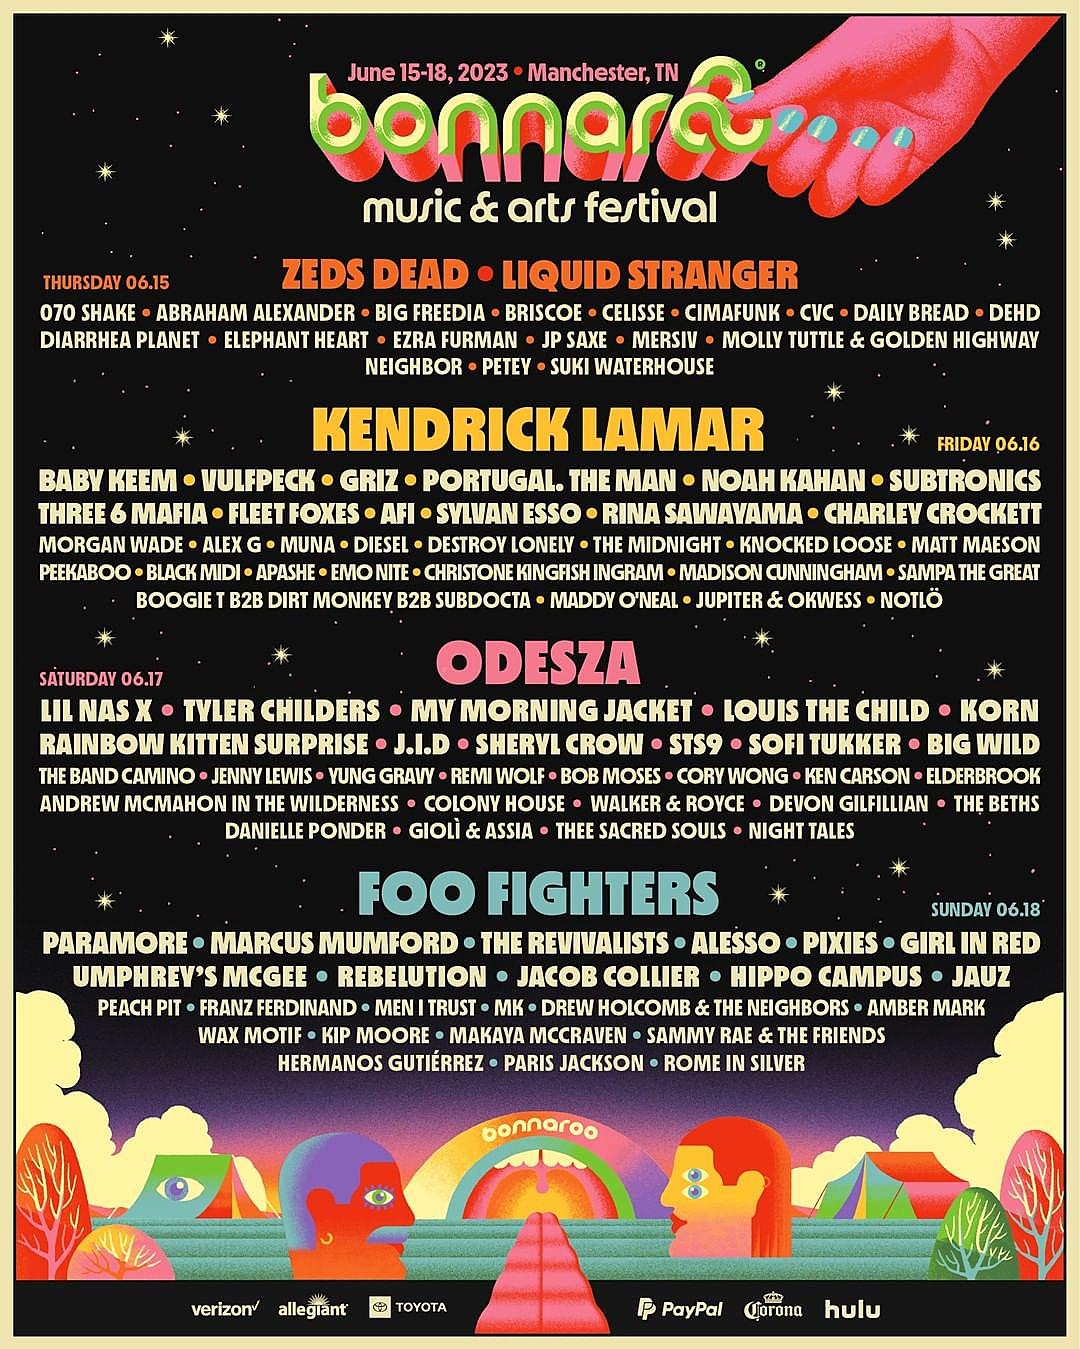 June 15-18, 2023 • Manchester, TN
bonnaroo®
music & arts festival
THURSDAY 06.15
ZEDS DEAD • LIQUID STRANGER
070 SHAKE • ABRAHAM ALEXANDER • BIG FREEDIA • BRISCOE • CELISSE • CIMAFUNK • CVC • DAILY BREAD • DEHD
DIARRHEA PLANET • ELEPHANT HEART • EZRA FURMAN • JP SAXE • MERSIV • MOLLY TUTTLE & GOLDEN HIGHWAY
NEIGHBOR • PETEY • SUKI WATERHOUSE
KENDRICK LAMAR
FRIDAY 06.16
BABY KEEM • VULFPECK • GRIZ • PORTUGAL. THE MAN • NOAH KAHAN • SUBTRONICS
THREE 6 MAFIA • FLEET FOXES • AFI • SYLVAN ESSO • RINA SAWAYAMA • CHARLEY CROCKETT
MORGAN WADE • ALEX G • MUNA • DIESEL • DESTROY LONELY • THE MIDNIGHT • KNOCKED LOOSE • MATT MAESON
PEEKABOO • BLACK MIDI • APASHE • EMO NITE • CHRISTONE KINGFISH INGRAM • MADISON CUNNINGHAM • SAMPA THE GREAT
BOOGIE T B2B DIRT MONKEY B2B SUBDOCTA • MADDY O'NEAL • JUPITER & OKWESS • NOTLÖ
ODESZA
SATURDAY 06.17
LIL NAS X • TYLER CHILDERS • MY MORNING JACKET • LOUIS THE CHILD • KORN
RAINBOW KITTEN SURPRISE • J.I.D • SHERYL CROW • STS9 • SOFI TUKKER • BIG WILD
THE BAND CAMINO • JENNY LEWIS • YUNG GRAVY • REMI WOLF • BOB MOSES • CORY WONG • KEN CARSON • ELDERBROOK
ANDREW MCMAHON IN THE WILDERNESS • COLONY HOUSE • WALKER & ROYCE • DEVON GILFILLIAN • THE BETHS
DANIELLE PONDER • GIOLÌ & ASSIA • THEE SACRED SOULS • NIGHT TALES
FOO FIGHTERS
SUNDAY 06.18
PARAMORE • MARCUS MUMFORD • THE REVIVALISTS • ALESSO • PIXIES • GIRL IN RED
UMPHREY'S MCGEE • REBELUTION • JACOB COLLIER • HIPPO CAMPUS • JAUZ
PEACH PIT • FRANZ FERDINAND • MEN I TRUST • MK • DREW HOLCOMB & THE NEIGHBORS • AMBER MARK
WAX MOTIF • KIP MOORE • MAKAYA MCCRAVEN • SAMMY RAE & THE FRIENDS
HERMANOS GUTIÉRREZ • PARIS JACKSON • ROME IN SILVER
bonnaroo
verizon✓ allegiant TOYOTA PayPal Corona hulu